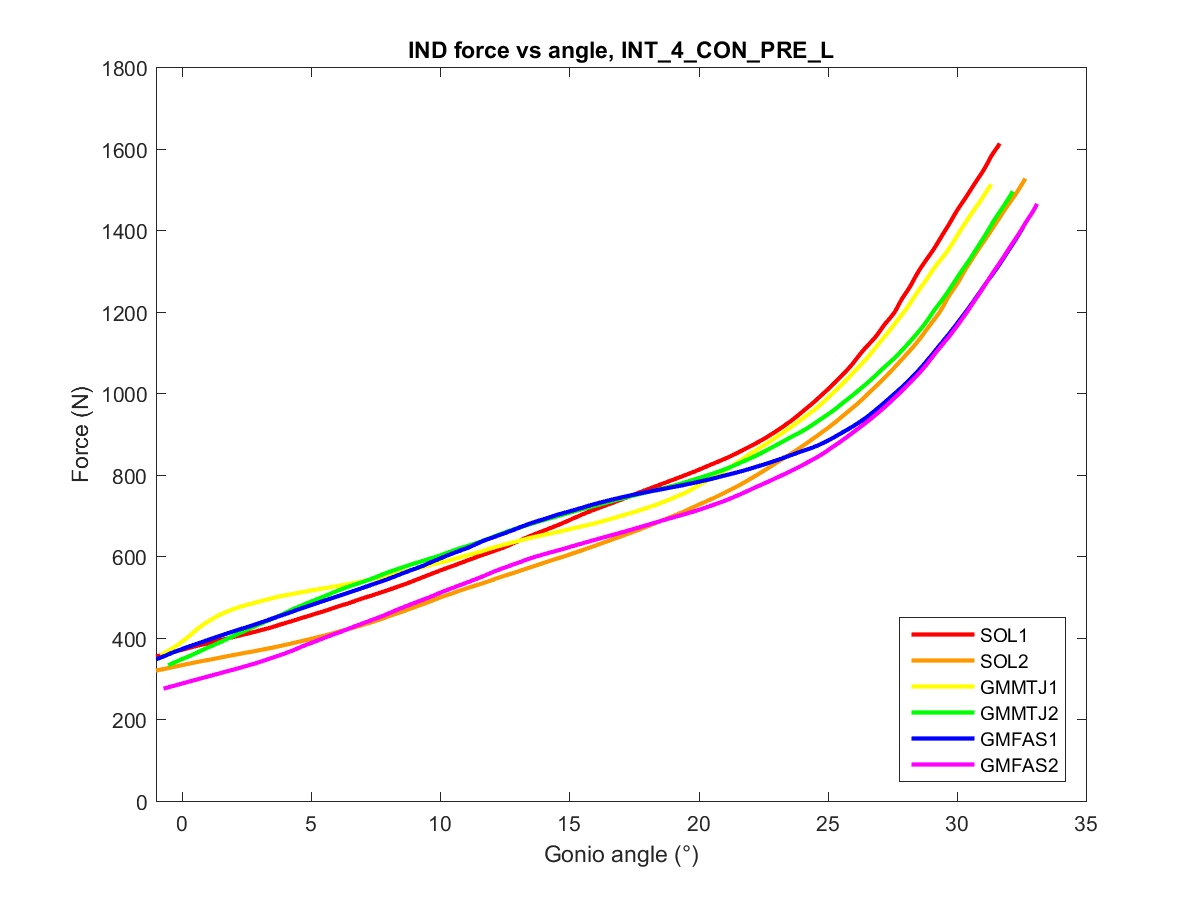 IND force vs angle, INT_4_CON_PRE_L
1800
1600
1400
1200
1000
800
600
400
200
0
Force (N)
0 5 10 15 20 25 30 35
Gonio angle (°)
SOL1
SOL2
GMMTJ1
GMMTJ2
GMFAS1
GMFAS2